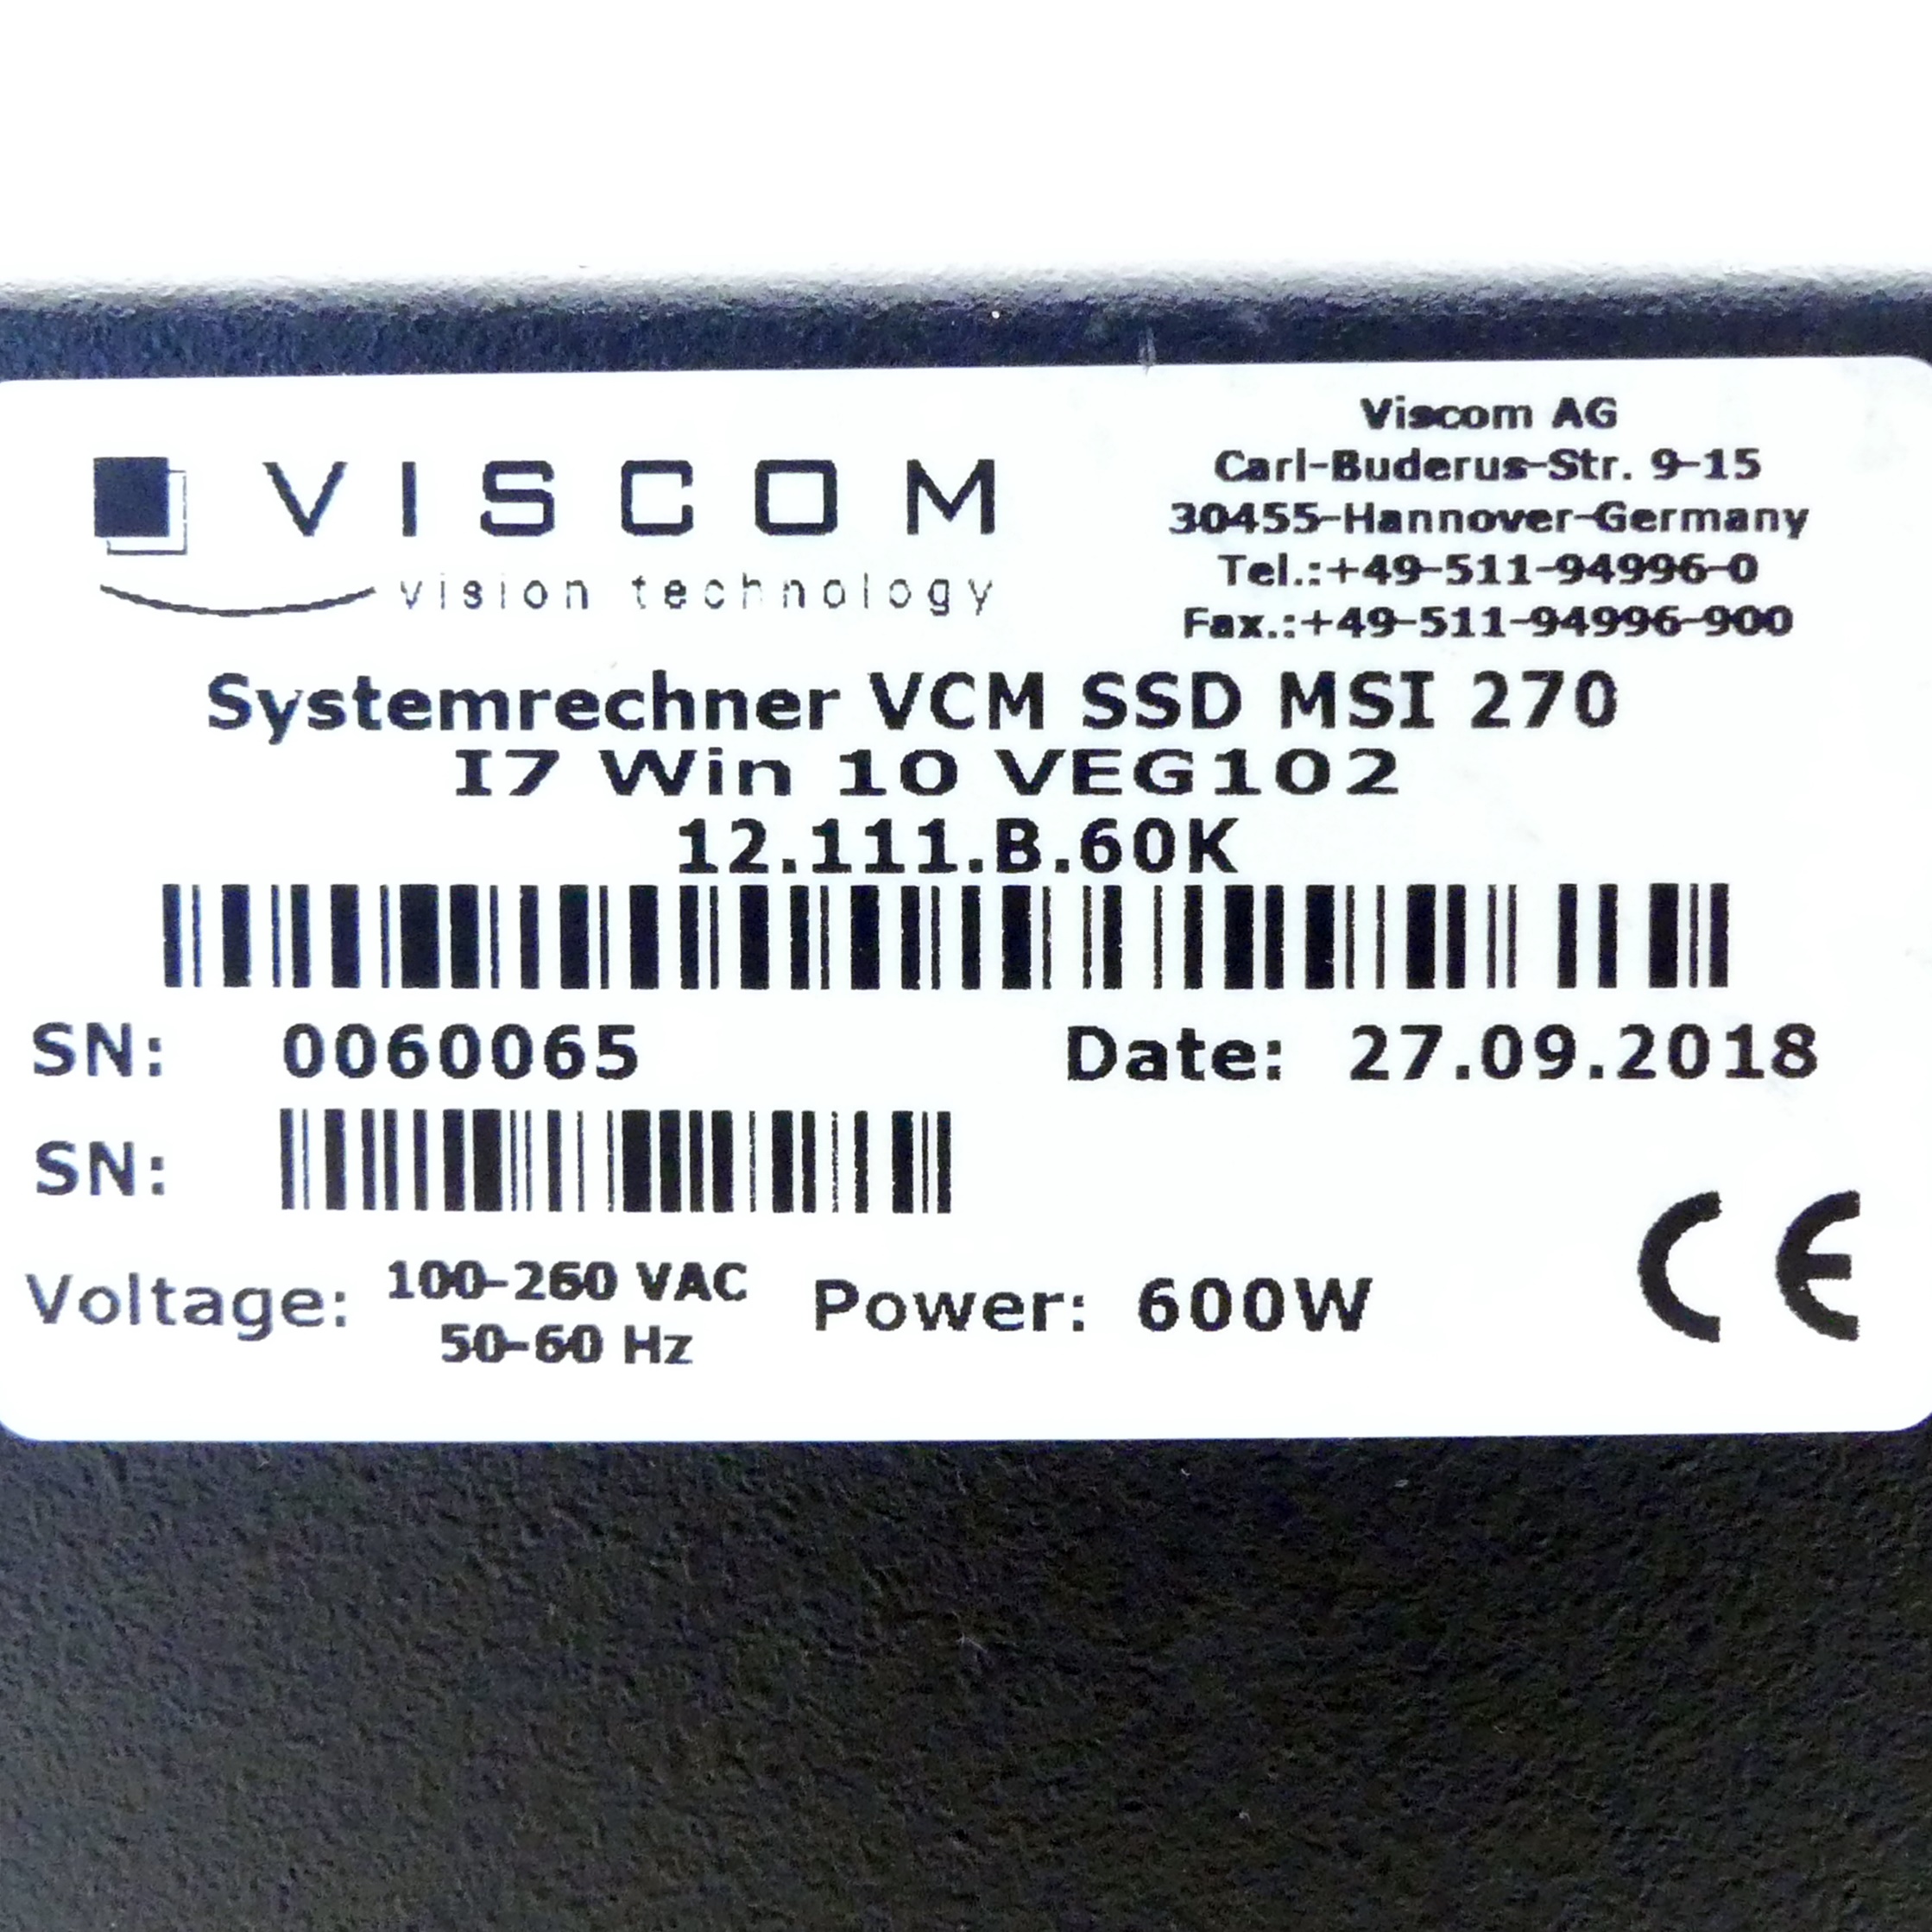 VISCOM
vision technology
Viscom AG
Carl-Buderus-Str. 9-15
30455-Hannover-Germany
Tel.:+49-511-94996-0
Fax.:+49-511-94996-900
Systemrechner VCM SSD MSI 270
I7 Win 10 VEG102
12.111.B.60K
SN: 0060065 Date: 27.09.2018
SN:
Voltage: 100-260 VAC
50-60 Hz
Power: 600W
CE